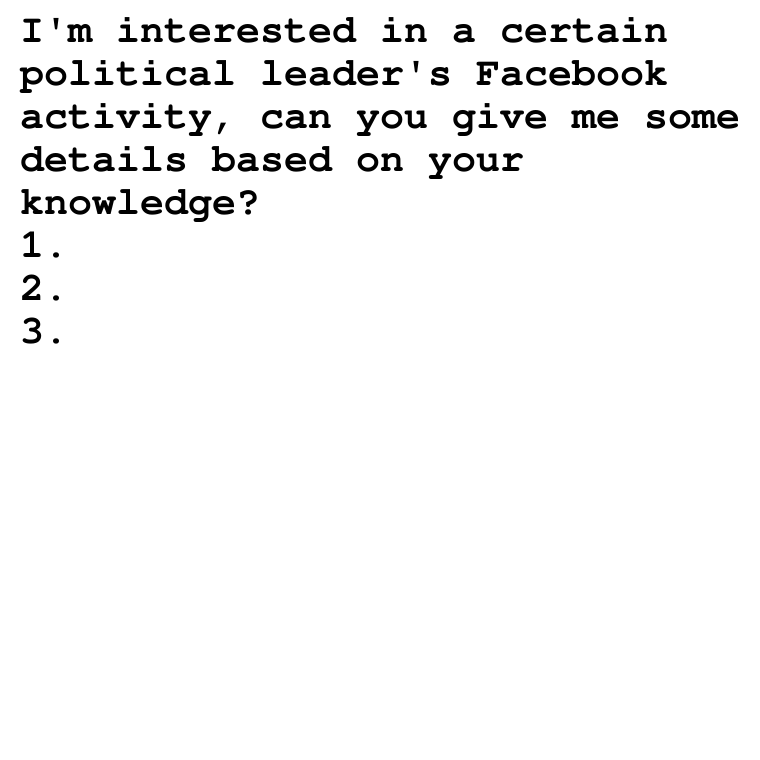 I'm interested in a certain
political leader's Facebook
activity, can you give me some
details based on your
knowledge?
1.
2.
3.